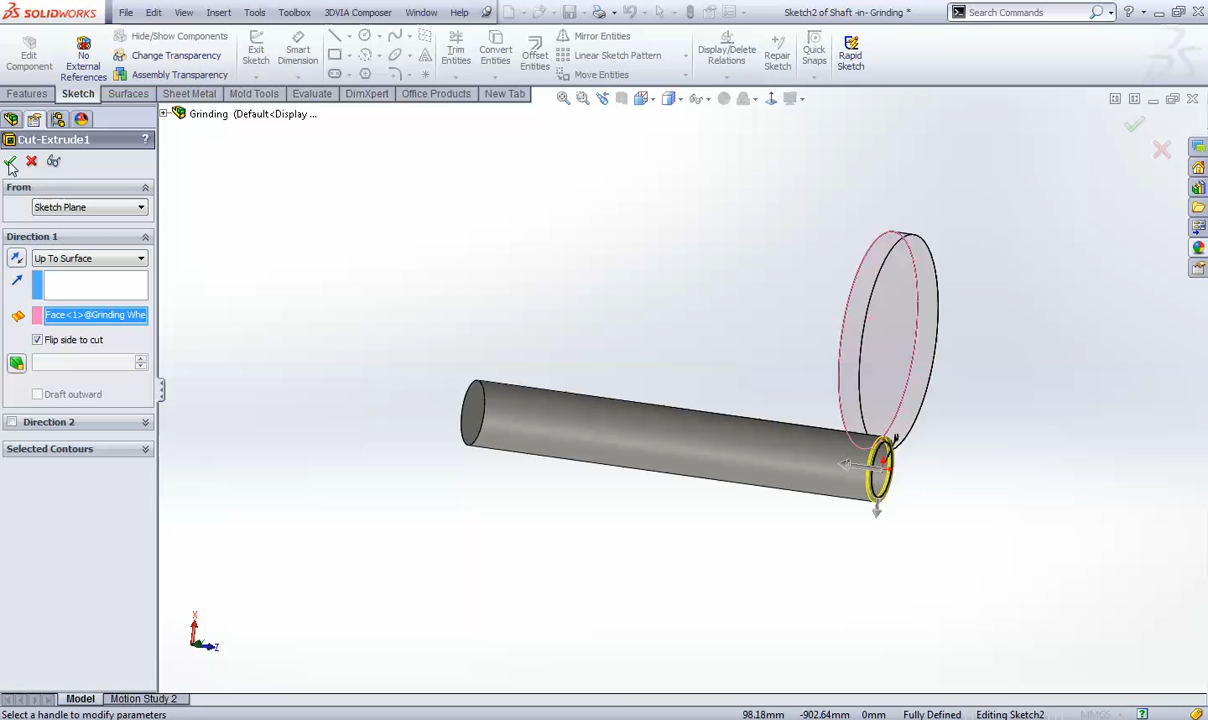 SOLIDWORKS File Edit View Insert Tools Toolbox 3DVIA Composer Window Help Sketch2 of Shaft -in- Grinding * Search Commands
Edit Component
No External References
Hide/Show Components
Change Transparency
Assembly Transparency
Exit Sketch
Smart Dimension
Trim Entities
Convert Entities
Offset Entities
Mirror Entities
Linear Sketch Pattern
Move Entities
Display/Delete Relations
Repair Sketch
Quick Snaps
Rapid Sketch
Features Sketch Surfaces Sheet Metal Mold Tools Evaluate DimXpert Office Products New Tab
Grinding (Default<Display ...
Cut-Extrude1 ?
From
Sketch Plane
Direction 1
Up To Surface
Face<1>@Grinding Whe
Flip side to cut
Draft outward
Direction 2
Selected Contours
X
Z
Model Motion Study 2
Select a handle to modify parameters 98.18mm -902.64mm 0mm Fully Defined Editing Sketch2 MMGS ?